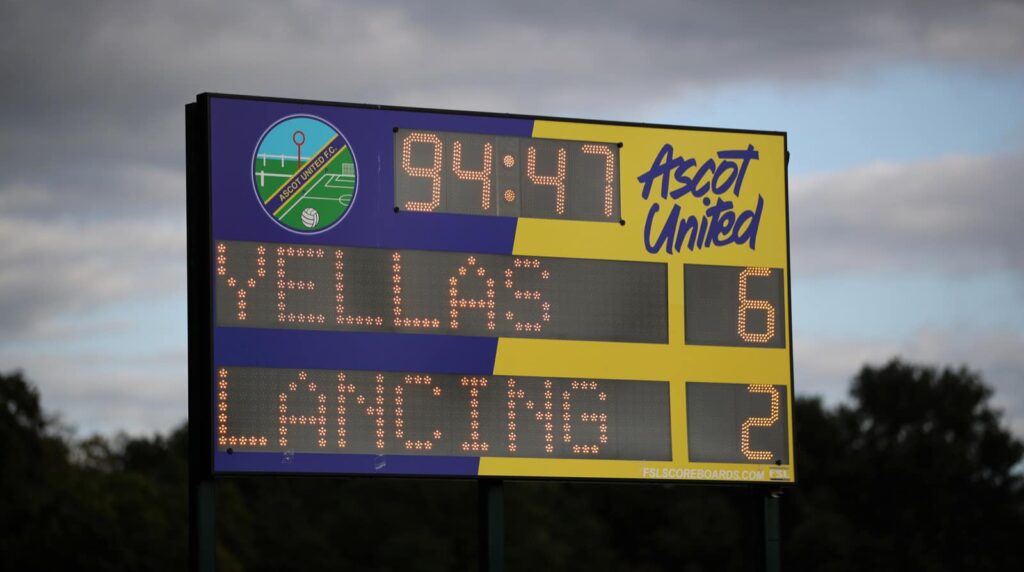 ASCOT UNITED F.C.
94:47
Ascot
United
YELLAS 6
LANCING 2
FSLSCOREBOARDS.COM FSL